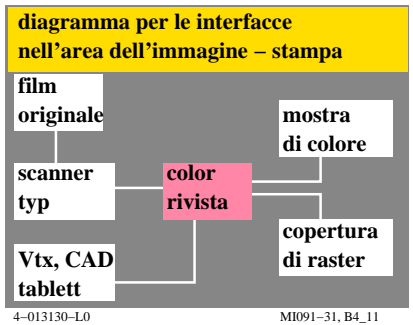 diagramma per le interfacce
nell'area dell'immagine – stampa
film
originale
mostra
di colore
scanner
typ
color
rivista
copertura
di raster
Vtx, CAD
tablett
4–013130–L0
MI091–31, B4_11